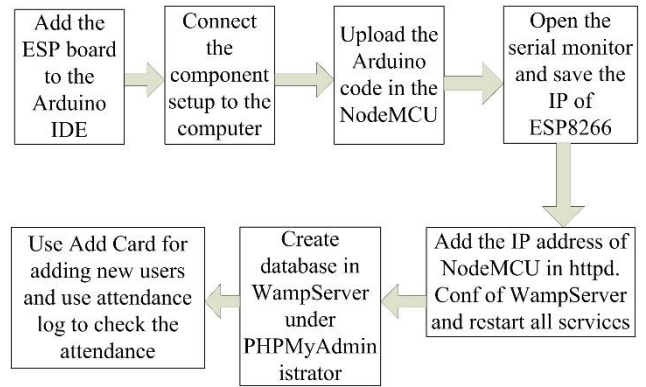 Add the
ESP board
to the
Arduino
IDE
Connect
the
component
setup to the
computer
Upload the
Arduino
code in the
NodeMCU
Open the
serial monitor
and save the
IP of
ESP8266
Add the IP address of
NodeMCU in httpd.
Conf of WampServer
and restart all services
Create
database in
WampServer
under
PHPMyAdmin
istrator
Use Add Card for
adding new users
and use attendance
log to check the
attendance